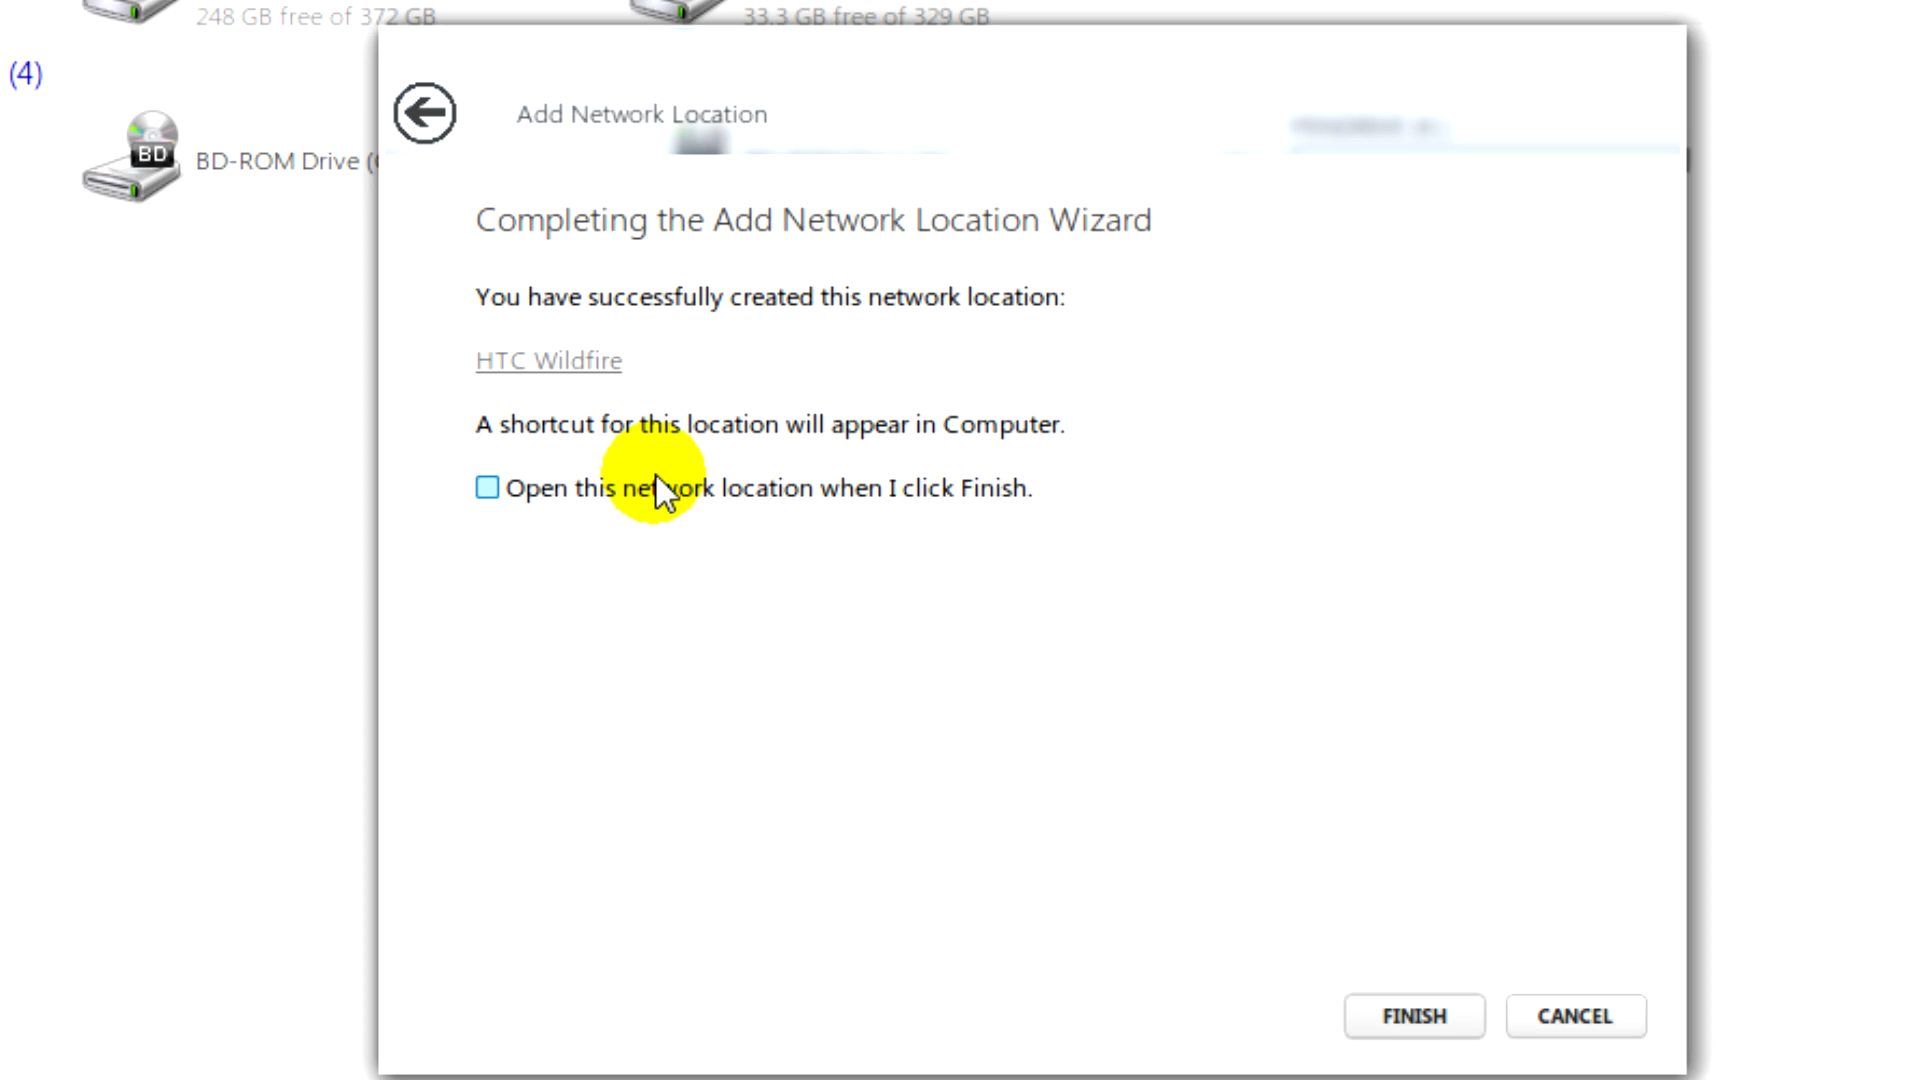 248 GB free of 372 GB
33.3 GB free of 329 GB
(4)
BD
BD-ROM Drive (
Add Network Location
Completing the Add Network Location Wizard
You have successfully created this network location:
HTC Wildfire
A shortcut for this location will appear in Computer.
Open this network location when I click Finish.
FINISH
CANCEL